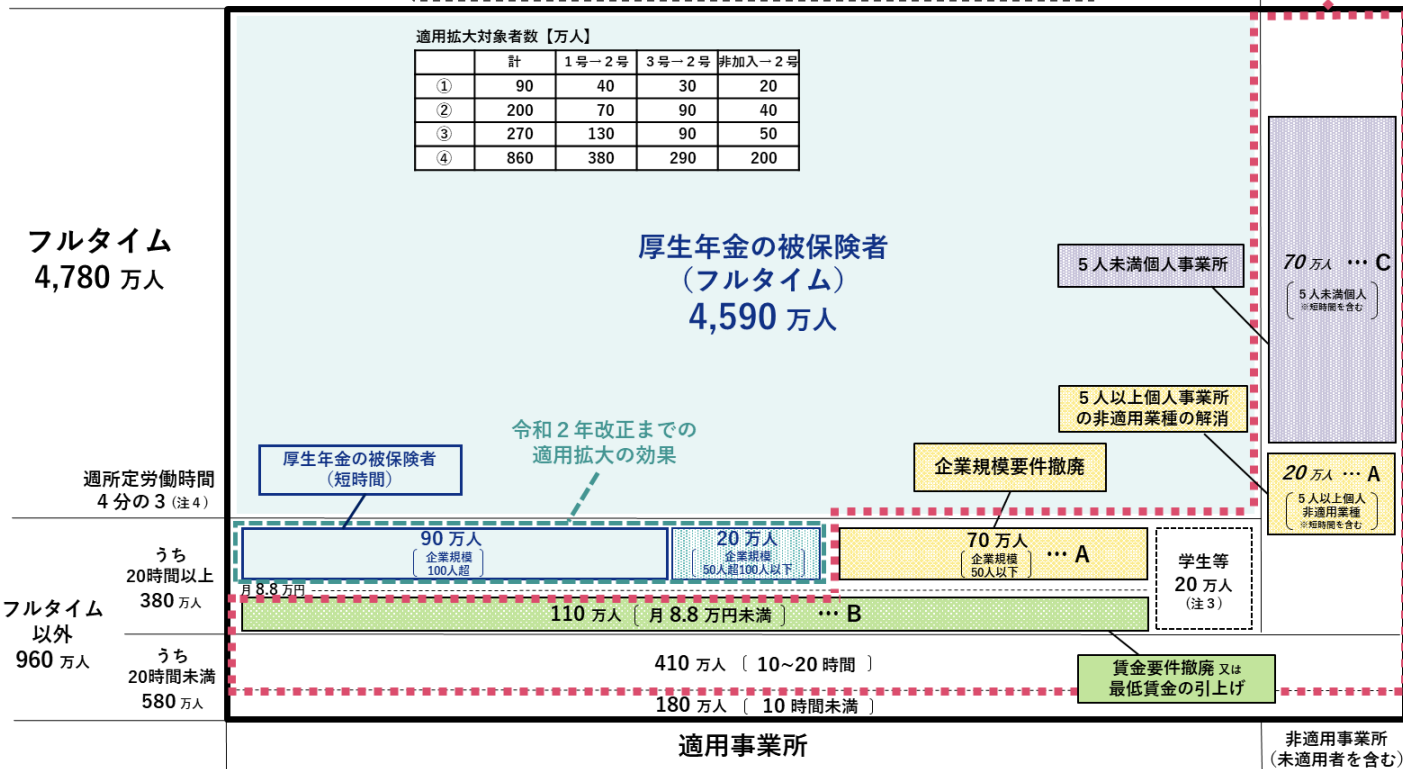 適用拡大対象者数【万人】
計 1号→2号 3号→2号 非加入→2号
① 90 40 30 20
② 200 70 90 40
③ 270 130 90 50
④ 860 380 290 200
フルタイム
4,780 万人
厚生年金の被保険者
（フルタイム）
4,590 万人
5人未満個人事業所
70万人 … C
5人未満個人
※短時間を含む
5人以上個人事業所
の非適用業種の解消
令和2年改正までの
適用拡大の効果
厚生年金の被保険者
（短時間）
企業規模要件撤廃
20万人 … A
5人以上個人
非適用業種
※短時間を含む
週所定労働時間
4分の3（注4）
90 万人
企業規模
100人超
20 万人
企業規模
50人超100人以下
70 万人 … A
企業規模
50人以下
学生等
20 万人
（注3）
うち
20時間以上
380 万人
月 8.8 万円
フルタイム
以外
960 万人
110 万人〔 月 8.8 万円未満 〕 … B
うち
20時間未満
580 万人
410 万人〔 10~20 時間 〕
賃金要件撤廃 又は
最低賃金の引上げ
180 万人〔 10 時間未満 〕
適用事業所
非適用事業所
（未適用者を含む）